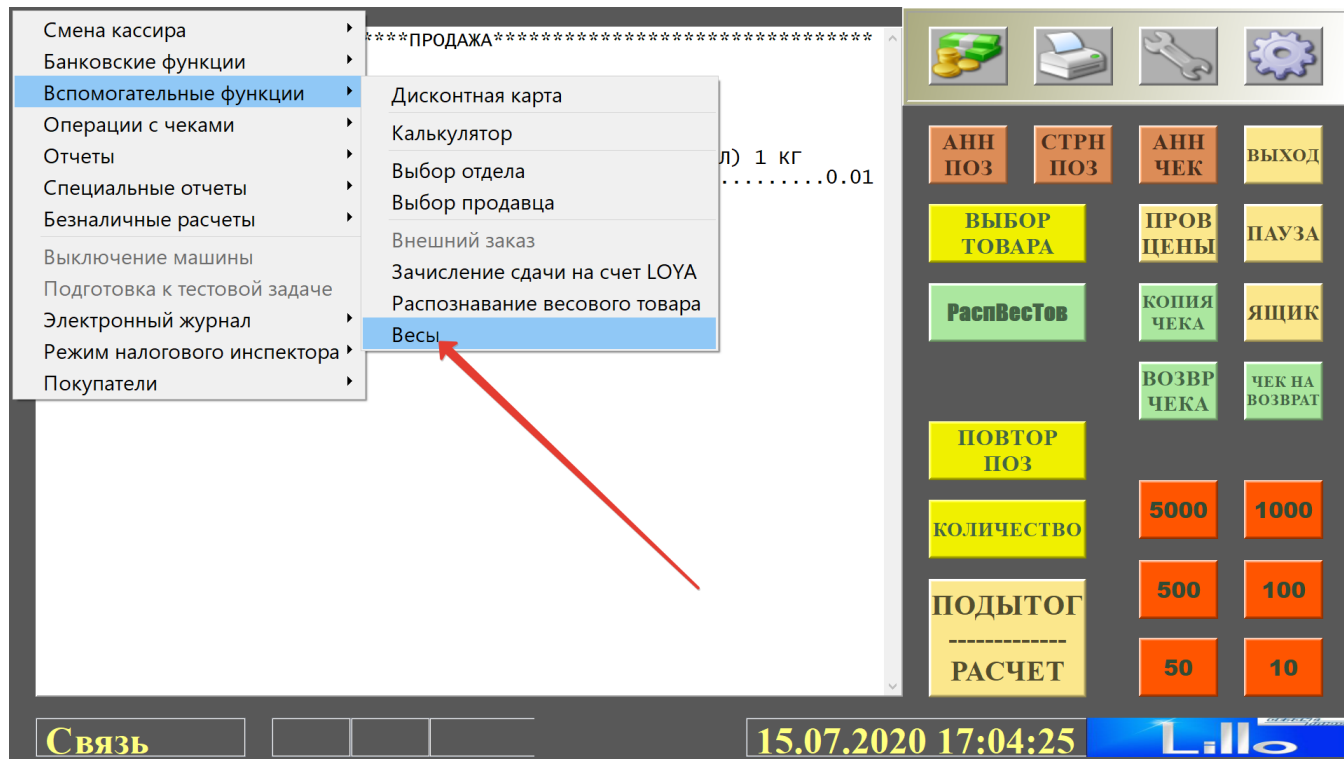 Смена кассира
Банковские функции
Вспомогательные функции
Операции с чеками
Отчеты
Специальные отчеты
Безналичные расчеты
Выключение машины
Подготовка к тестовой задаче
Электронный журнал
Режим налогового инспектора
Покупатели
Дисконтная карта
Калькулятор
Выбор отдела
Выбор продавца
Внешний заказ
Зачисление сдачи на счет LOYA
Распознавание весового товара
Весы
****ПРОДАЖА********************************
л) 1 КГ
.........0.01
АНН ПОЗ
СТРН ПОЗ
АНН ЧЕК
ВЫХОД
ВЫБОР ТОВАРА
ПРОВ ЦЕНЫ
ПАУЗА
РаспВесТов
КОПИЯ ЧЕКА
ЯЩИК
ВОЗВР ЧЕКА
ЧЕК НА ВОЗВРАТ
ПОВТОР ПОЗ
КОЛИЧЕСТВО
5000
1000
500
100
ПОДЫТОГ
-------------
РАСЧЕТ
50
10
Связь
15.07.2020 17:04:25
Lillo